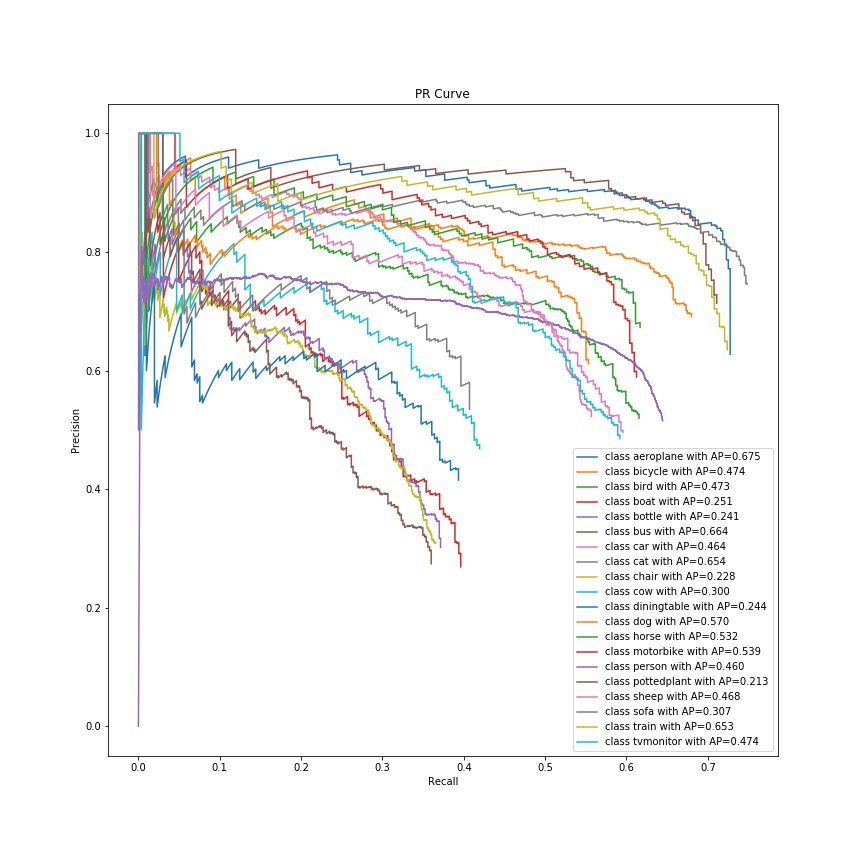 PR Curve
1.0
0.8
0.6
0.4
0.2
0.0
Precision
0.0 0.1 0.2 0.3 0.4 0.5 0.6 0.7
Recall
class aeroplane with AP=0.675
class bicycle with AP=0.474
class bird with AP=0.473
class boat with AP=0.251
class bottle with AP=0.241
class bus with AP=0.664
class car with AP=0.464
class cat with AP=0.654
class chair with AP=0.228
class cow with AP=0.300
class diningtable with AP=0.244
class dog with AP=0.570
class horse with AP=0.532
class motorbike with AP=0.539
class person with AP=0.460
class pottedplant with AP=0.213
class sheep with AP=0.468
class sofa with AP=0.307
class train with AP=0.653
class tvmonitor with AP=0.474